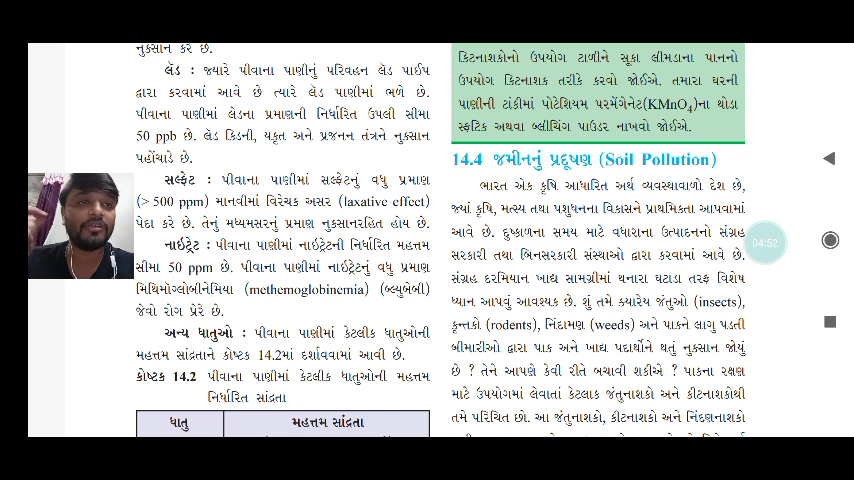 નુક્સાન કરે છે.
લૅડ : જ્યારે પીવાના પાણીનું પરિવહન લૅડ પાઈપ
દ્વારા કરવામાં આવે છે ત્યારે લૅડ પાણીમાં ભળે છે.
પીવાના પાણીમાં લેડના પ્રમાણની નિર્ધારિત ઉપલી સીમા
50 ppb છે. લૅડ કિડની, યકૃત અને પ્રજનન તંત્રને નુક્સાન
પહોંચાડે છે.
સલ્ફેટ : પીવાના પાણીમાં સલ્ફેટનું વધુ પ્રમાણ
(> 500 ppm) માનવીમાં વિરેચક અસર (laxative effect)
પેદા કરે છે. તેનું મધ્યમસરનું પ્રમાણ નુકસાનરહિત હોય છે.
નાઈટ્રેટ : પીવાના પાણીમાં નાઈટ્રેટની નિર્ધારિત મહત્તમ
સીમા 50 ppm છે. પીવાના પાણીમાં નાઈટ્રેટનું વધુ પ્રમાણ
મિથિમોગ્લોબીનેમિયા (methemoglobinemia) (બ્લ્યુબેબી)
જેવો રોગ પ્રેરે છે.
અન્ય ધાતુઓ : પીવાના પાણીમાં કેટલીક ધાતુઓની
મહત્તમ સાંદ્રતાને કોષ્ટક 14.2માં દર્શાવવામાં આવી છે.
કોષ્ટક 14.2 પીવાના પાણીમાં કેટલીક ધાતુઓની મહત્તમ
નિર્ધારિત સાંદ્રતા
ધાતુ મહત્તમ સાંદ્રતા
કિટનાશકોનો ઉપયોગ ટાળીને સૂકા લીમડાના પાનનો
ઉપયોગ કિટનાશક તરીકે કરવો જોઈએ. તમારા ઘરની
પાણીની ટાંકીમાં પોટેશિયમ પરમેંગેનેટ(KMnO₄)ના થોડા
સ્ફટિક અથવા બ્લીચિંગ પાઉડર નાખવો જોઈએ.
14.4 જમીનનું પ્રદૂષણ (Soil Pollution)
ભારત એક કૃષિ આધારિત અર્થ વ્યવસ્થાવાળો દેશ છે,
જ્યાં કૃષિ, મત્સ્ય તથા પશુધનના વિકાસને પ્રાથમિકતા આપવામાં
આવે છે. દુષ્કાળના સમય માટે વધારાના ઉત્પાદનનો સંગ્રહ
સરકારી તથા બિનસરકારી સંસ્થાઓ દ્વારા કરવામાં આવે છે.
સંગ્રહ દરમિયાન ખાદ્ય સામગ્રીમાં થનારા ઘટાડા તરફ વિશેષ
ધ્યાન આપવું આવશ્યક છે. શું તમે ક્યારેય જંતુઓ (insects),
કૃન્તકો (rodents), નિંદામણ (weeds) અને પાકને લાગુ પડતી
બીમારીઓ દ્વારા પાક અને ખાદ્ય પદાર્થોને થતું નુકસાન જોયું
છે ? તેને આપણે કેવી રીતે બચાવી શકીએ ? પાકના રક્ષણ
માટે ઉપયોગમાં લેવાતાં કેટલાક જંતુનાશકો અને કીટનાશકોથી
તમે પરિચિત છો. આ જંતુનાશકો, કીટનાશકો અને નિંદણનાશકો
04:52